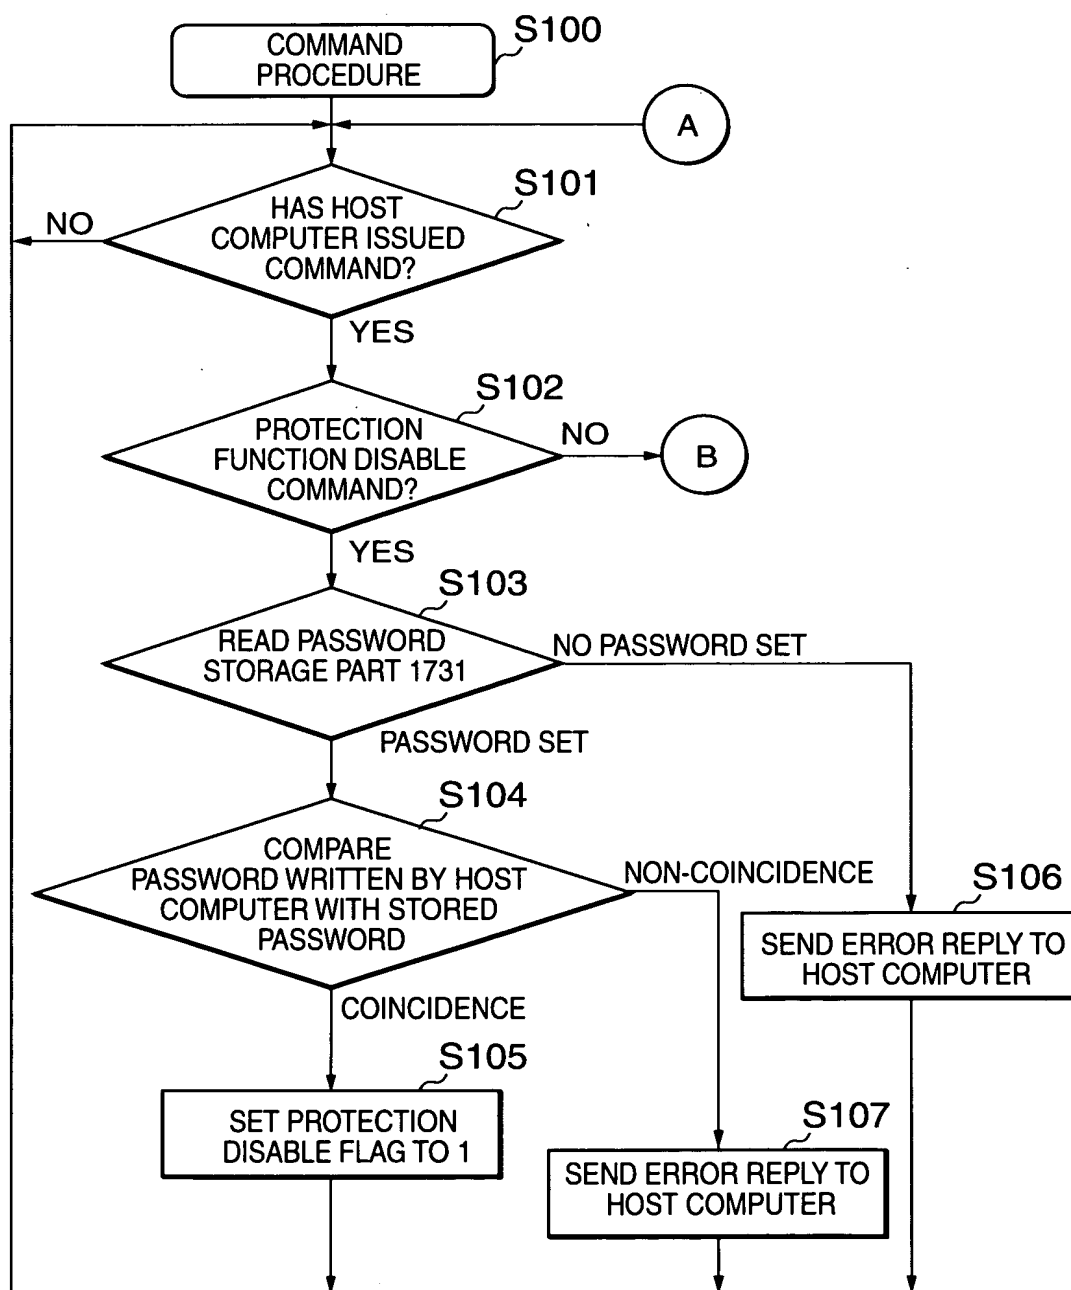 COMMAND
PROCEDURE
S100
A
S101
HAS HOST
COMPUTER ISSUED
COMMAND?
NO
YES
S102
PROTECTION
FUNCTION DISABLE
COMMAND?
NO
B
YES
S103
READ PASSWORD
STORAGE PART 1731
NO PASSWORD SET
PASSWORD SET
S104
COMPARE
PASSWORD WRITTEN BY HOST
COMPUTER WITH STORED
PASSWORD
NON-COINCIDENCE
COINCIDENCE
S106
SEND ERROR REPLY TO
HOST COMPUTER
S105
SET PROTECTION
DISABLE FLAG TO 1
S107
SEND ERROR REPLY TO
HOST COMPUTER